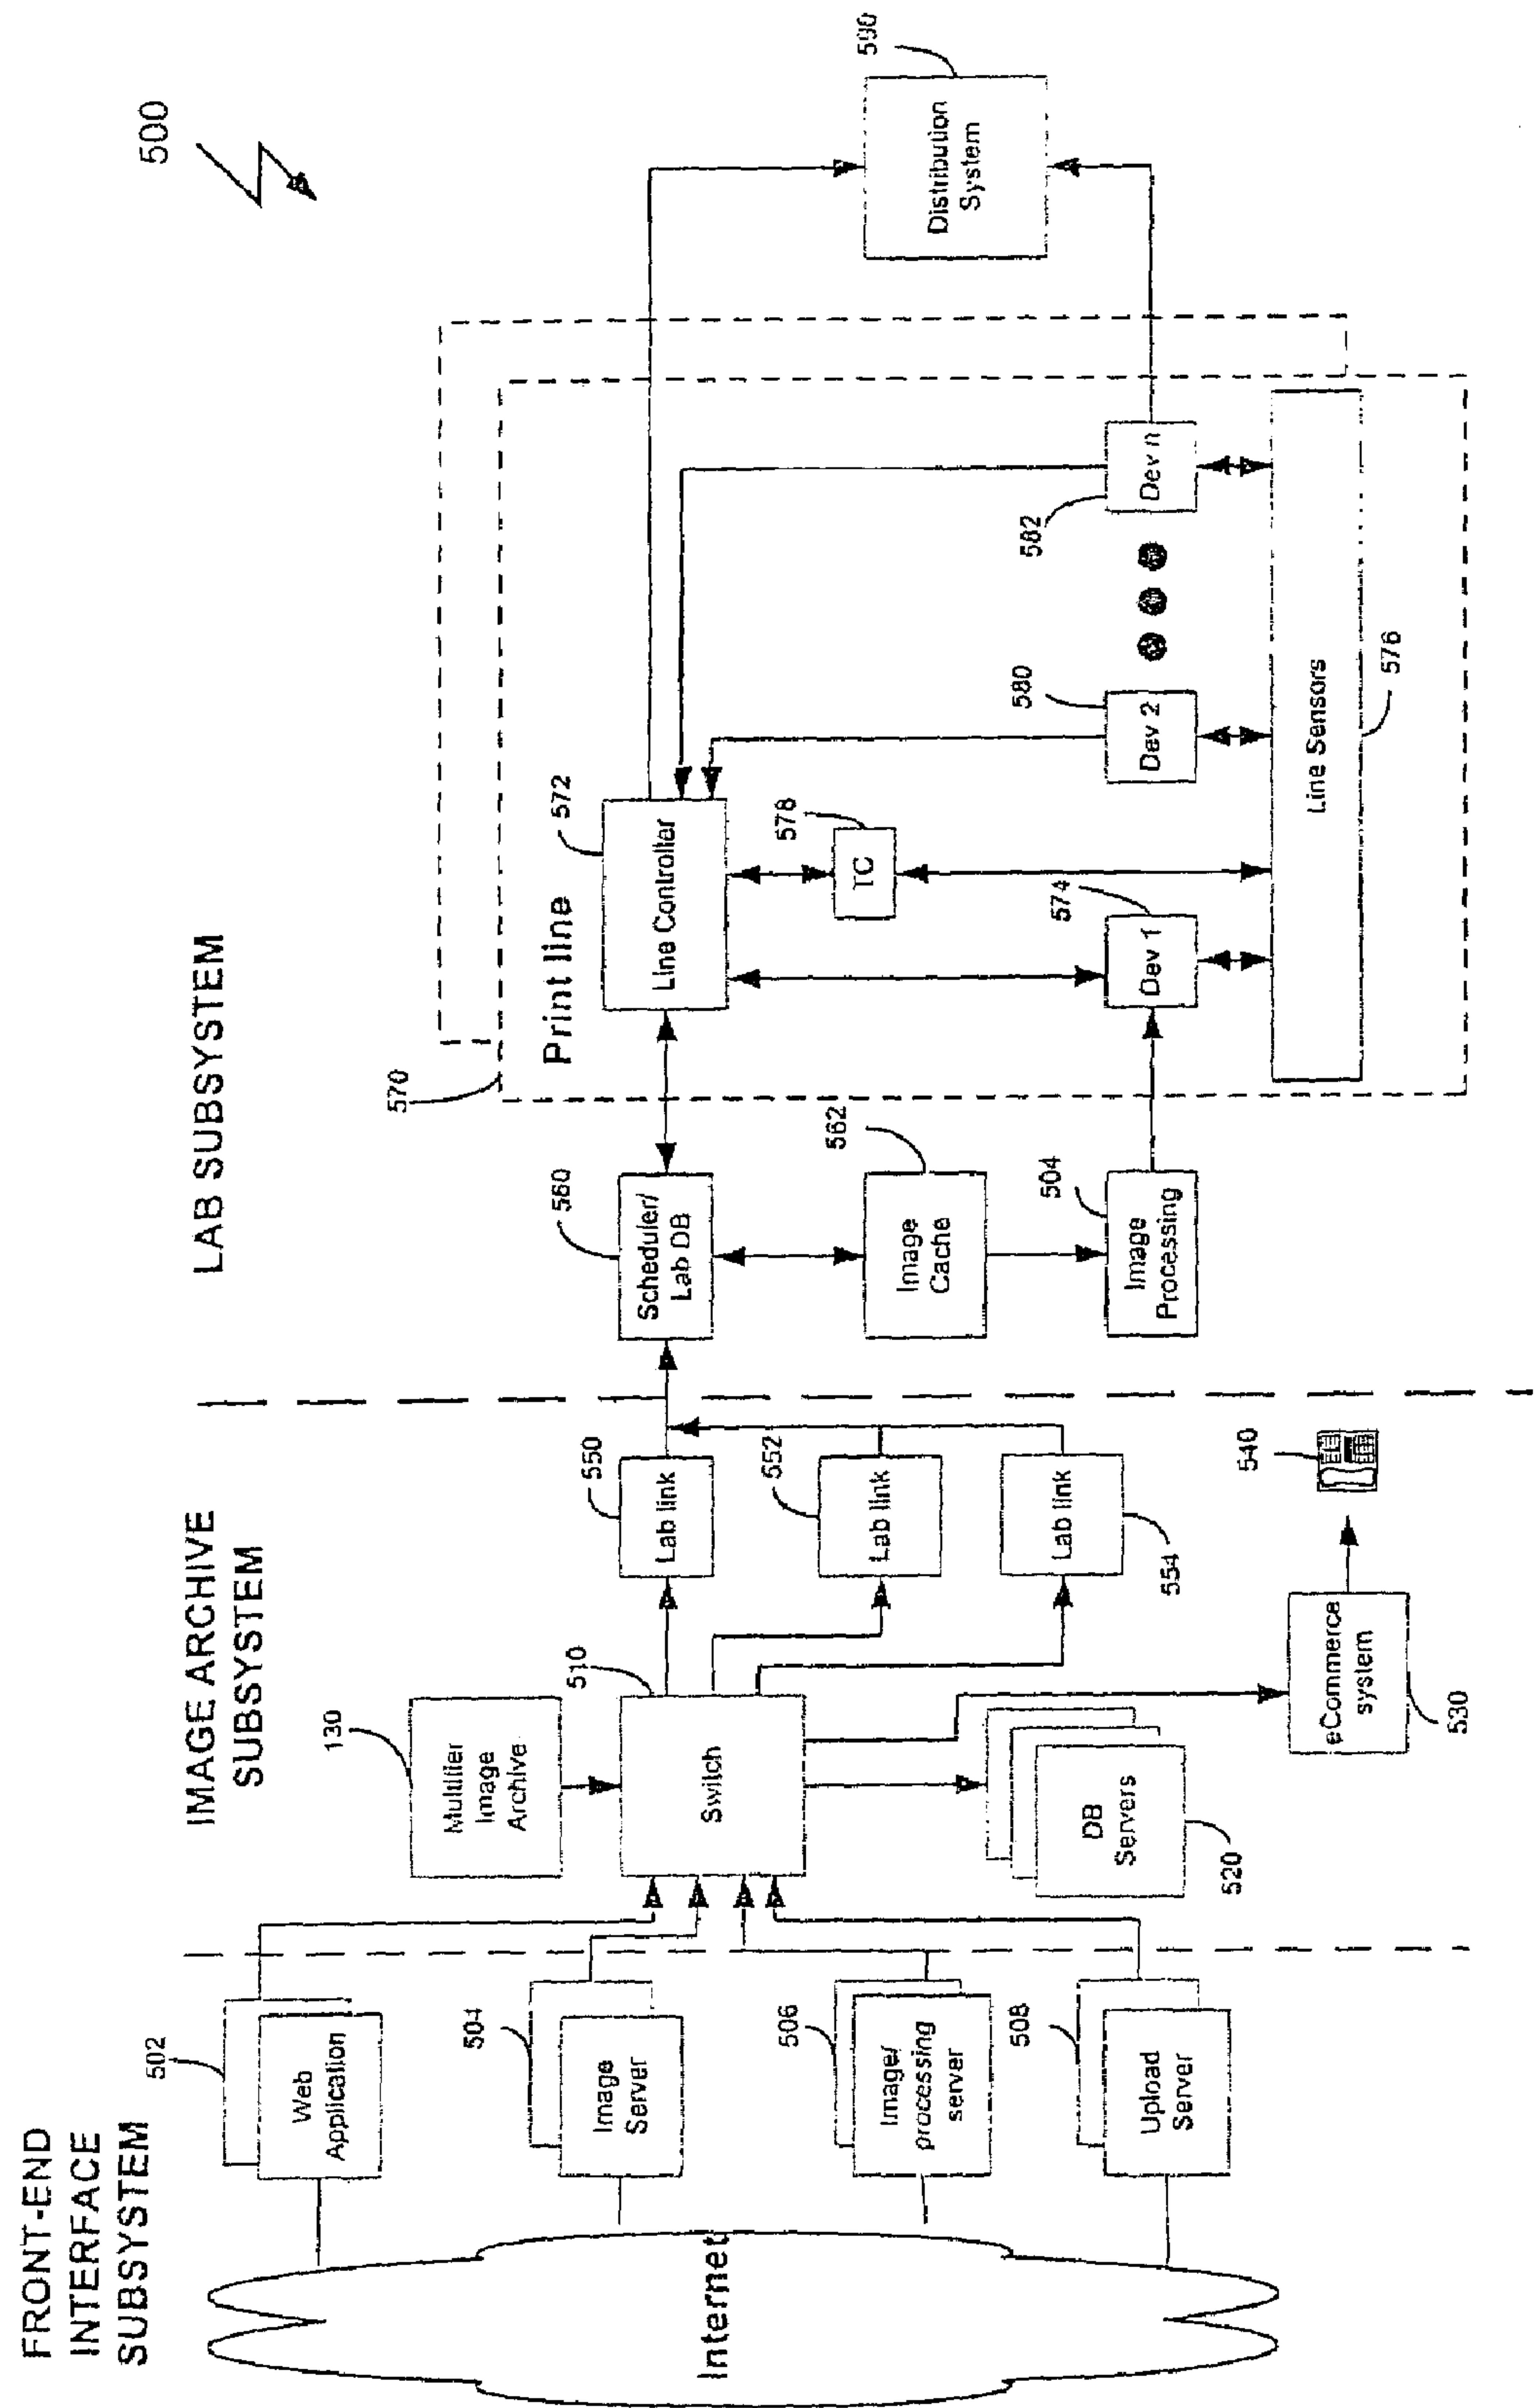 500
FRONT-END
INTERFACE
SUBSYSTEM
IMAGE ARCHIVE
SUBSYSTEM
LAB SUBSYSTEM
Internet
502
Web
Application
504
Image
Server
506
Image/
processing
server
508
Upload
Server
130
Multitier
Image
Archive
510
Switch
DB
Servers
520
eCommerce
system
530
540
550
Lab link
552
Lab link
Lab link
554
560
Scheduler/
Lab DB
562
Image
Cache
504
Image
Processing
570
Print line
572
Line Controller
578
TC
574
Dev 1
580
Dev 2
582
Dev n
Line Sensors
576
590
Distribution
System